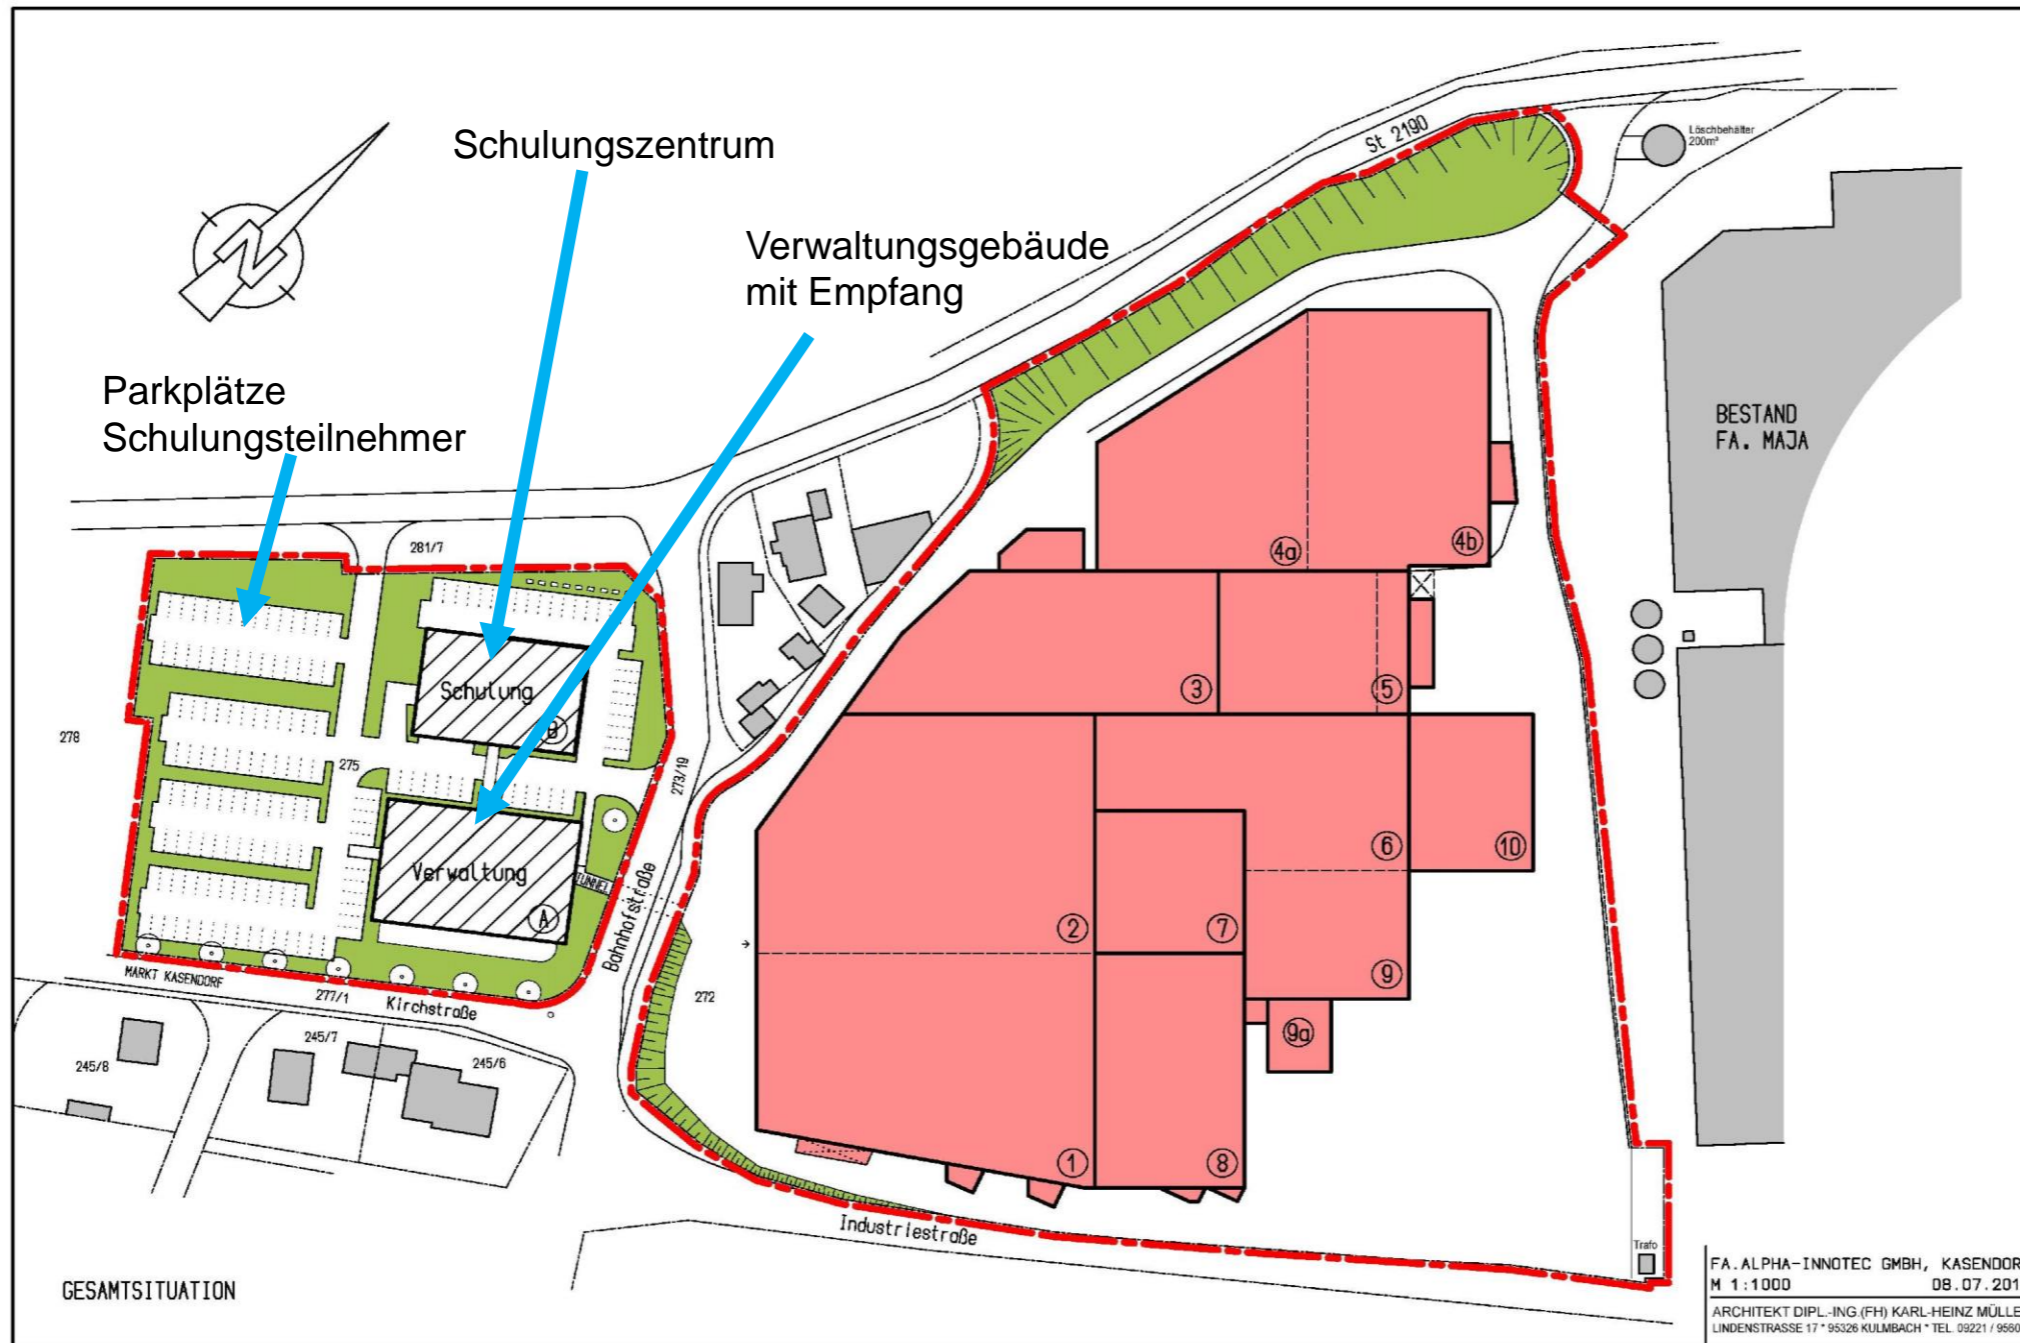 Schulungszentrum
Verwaltungsgebäude
mit Empfang
Parkplätze
Schulungsteilnehmer
N
St 2190
Löschbehälter
200m³
BESTAND
FA. MAJA
281/7
278
275
Schulung
B
Verwaltung
A
TUNNEL
273/19
Bahnhofstraße
272
MARKT KASENDORF
277/1
Kirchstraße
245/8
245/7
245/6
4a
4b
3
5
2
7
6
10
9
9a
1
8
Industriestraße
Trafo
GESAMTSITUATION
FA.ALPHA-INNOTEC GMBH, KASENDOR
M 1:1000 08.07.201
ARCHITEKT DIPL.-ING.(FH) KARL-HEINZ MÜLLE
LINDENSTRASSE 17 * 95326 KULMBACH * TEL. 09221 / 9560